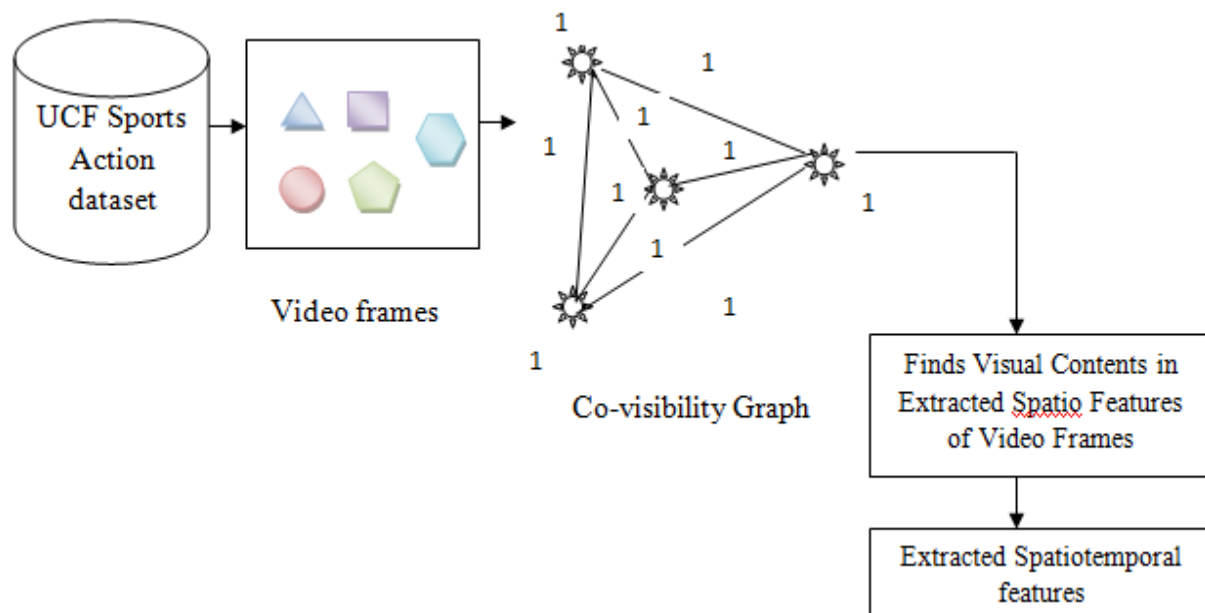 1
1
UCF Sports
Action
dataset
1
1
1
1
1
1
1
Video frames
1
1
Finds Visual Contents in
Extracted Spatio Features
of Video Frames
Co-visibility Graph
Extracted Spatiotemporal
features